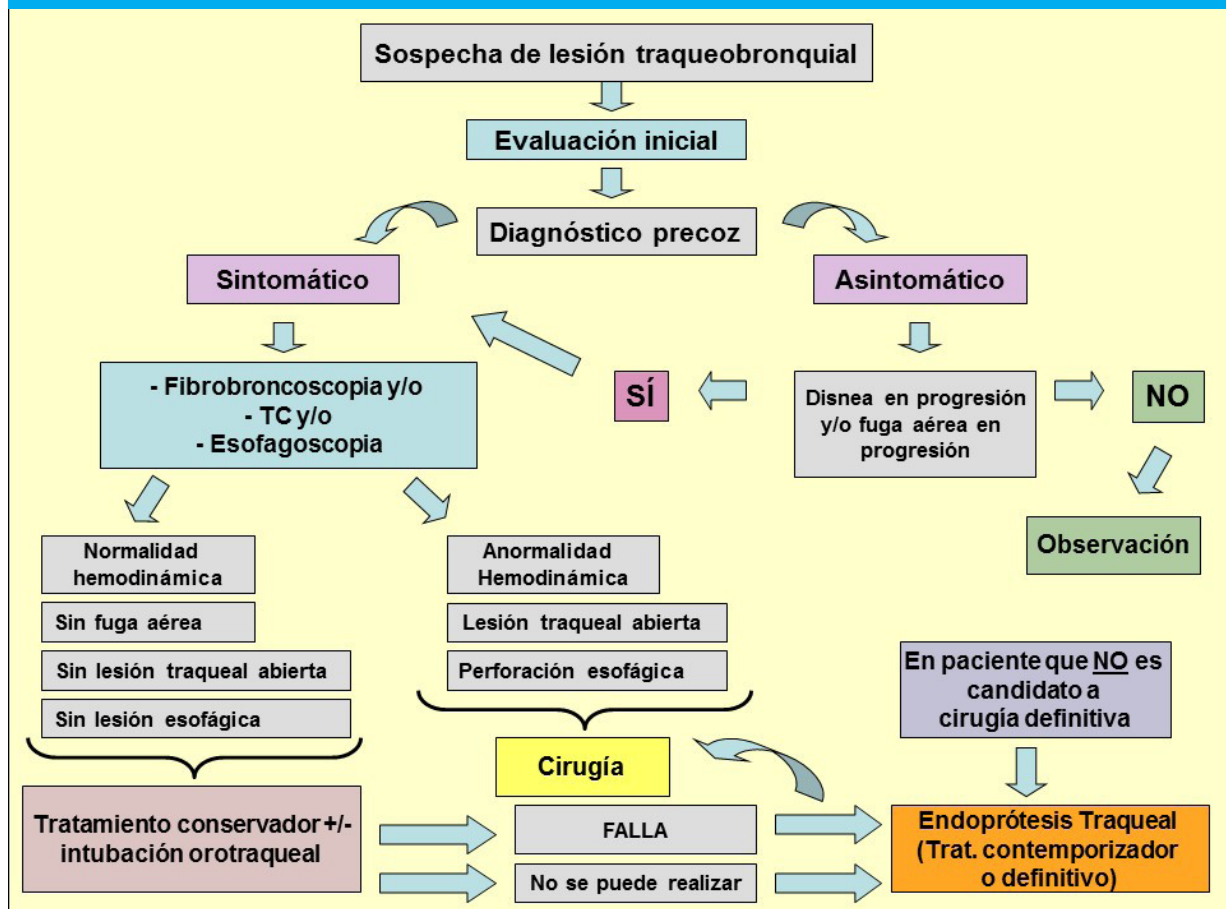 Sospecha de lesión traqueobronquial
Evaluación inicial
Diagnóstico precoz
Sintomático
Asintomático
- Fibrobroncoscopia y/o
- TC y/o
- Esofagoscopia
SÍ
Disnea en progresión
y/o fuga aérea en
progresión
NO
Observación
Normalidad
hemodinámica
Sin fuga aérea
Sin lesión traqueal abierta
Sin lesión esofágica
Anormalidad
Hemodinámica
Lesión traqueal abierta
Perforación esofágica
En paciente que NO es
candidato a
cirugía definitiva
Cirugía
Tratamiento conservador +/-
intubación orotraqueal
FALLA
No se puede realizar
Endoprótesis Traqueal
(Trat. contemporizador
o definitivo)